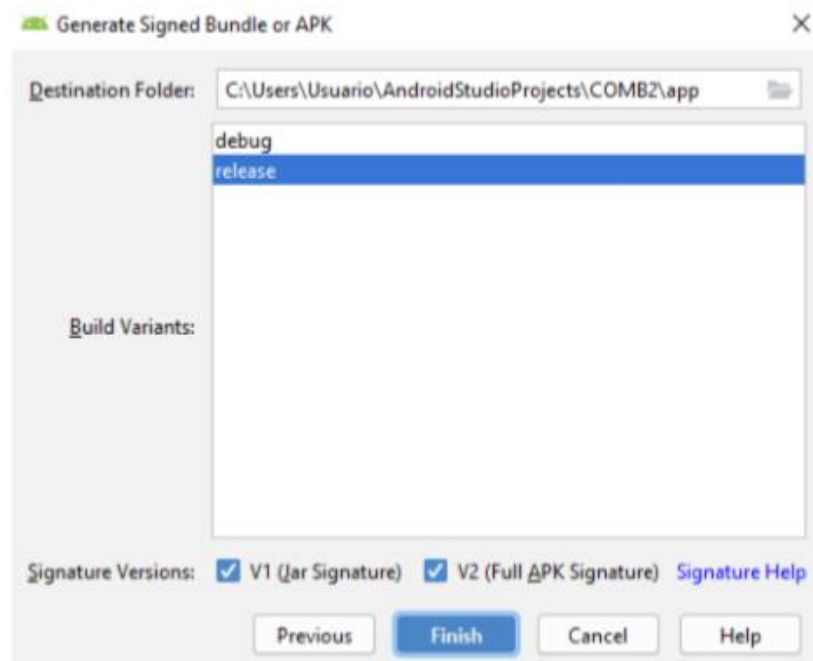 Generate Signed Bundle or APK
Destination Folder: C:\Users\Usuario\AndroidStudioProjects\COMB2\app
debug
release
Build Variants:
Signature Versions: V1 (Jar Signature) V2 (Full APK Signature) Signature Help
Previous Finish Cancel Help